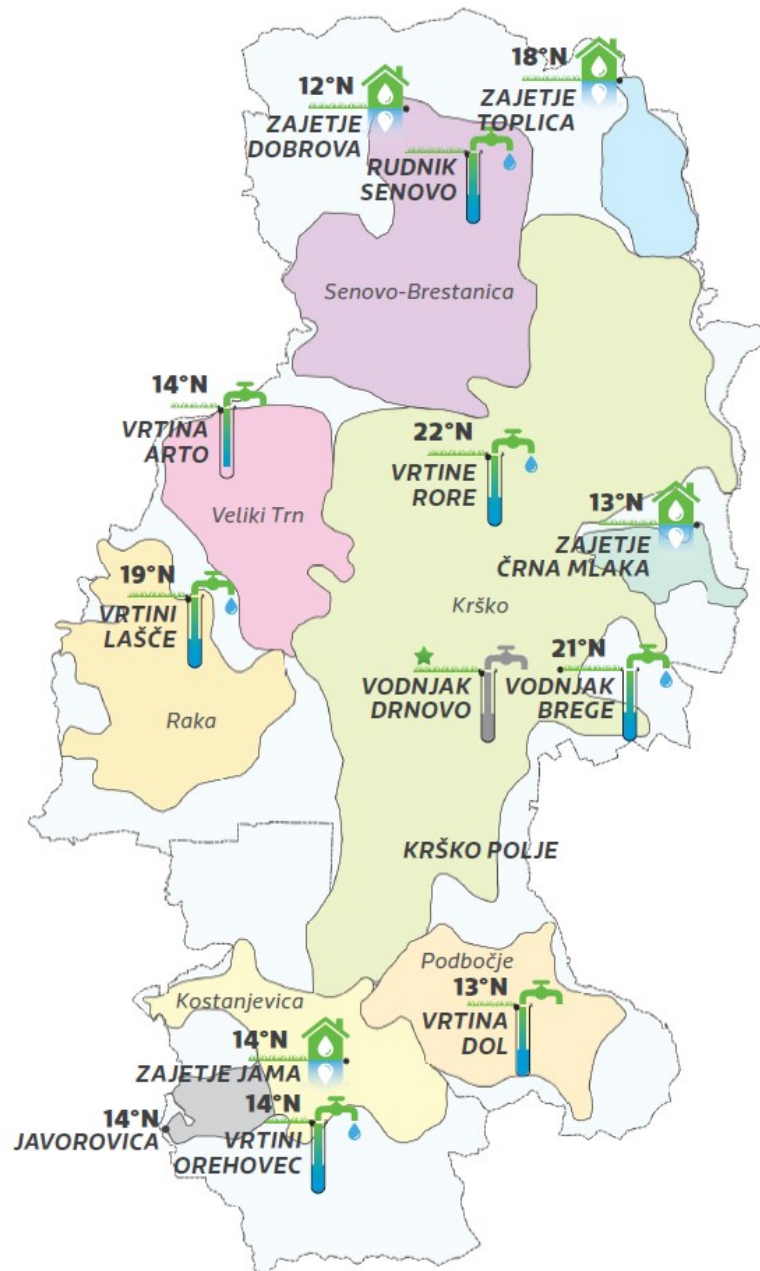 18°N
ZAJETJE
TOPLICA
12°N
ZAJETJE
DOBROVA
RUDNIK
SENOVO
Senovo-Brestanica
14°N
VRTINA
ARTO
22°N
VRTINE
RORE
Veliki Trn
13°N
ZAJETJE
ČRNA MLAKA
19°N
VRTINI
LAŠČE
Krško
21°N
VODNJAK
DRNOVO
VODNJAK
BREGE
Raka
KRŠKO POLJE
Podbočje
13°N
VRTINA
DOL
Kostanjevica
14°N
ZAJETJE JAMA
14°N
JAVOROVICA
14°N
VRTINI
OREHOVEC